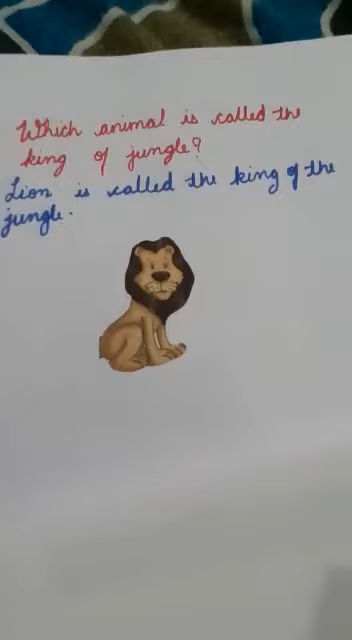 Which animal is called the
king of jungle?
Lion is called the king of the
jungle.